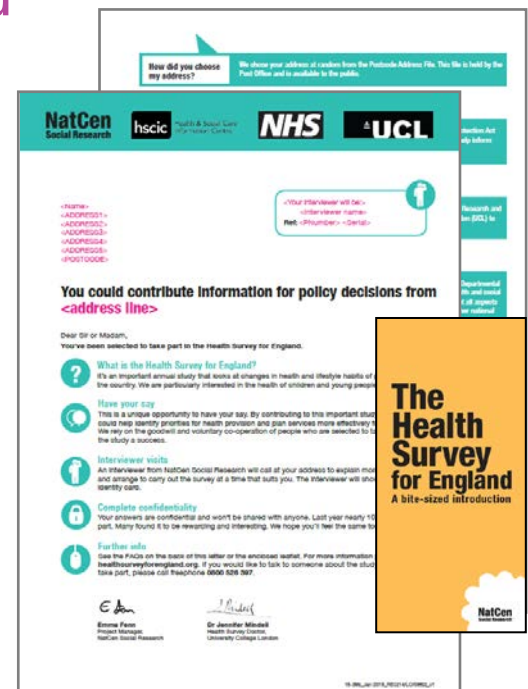 How did you choose my address?
We chose your address at random from the Postcode Address File. This file is held by the
Post Office and is available to the public.
NatCen
Social Research
hscic
Health & Social Care
Information Centre
NHS
UCL
<Your interviewer will be:>
<Interviewer name>
Ref: <PNumber> <Serial>
<Name>
<ADDRESS1>
<ADDRESS2>
<ADDRESS3>
<ADDRESS4>
<ADDRESS5>
<POSTCODE>
You could contribute information for policy decisions from
<address line>
Dear Sir or Madam,
You've been selected to take part in the Health Survey for England.
What is the Health Survey for England?
It's an important annual study that looks at changes in health and lifestyle habits of
the country. We are particularly interested in the health of children and young people
Have your say
This is a unique opportunity to have your say. By contributing to this important study
could help identify priorities for health provision and plan services more effectively
We rely on the goodwill and voluntary co-operation of people who are selected to
the study a success.
Interviewer visits
An interviewer from NatCen Social Research will call at your address to explain
and arrange to carry out the survey at a time that suits you. The interviewer will
identity card.
Complete confidentiality
Your answers are confidential and won't be shared with anyone. Last year nearly 10
part. Many found it to be rewarding and interesting. We hope you'll feel the same
Further info
See the FAQs on the back of this letter or the enclosed leaflet. For more information
healthsurveyforengland.org. If you would like to talk to someone about the study
take part, please call freephone 0800 526 397.
Emma Fenn
Project Manager,
NatCen Social Research
Dr Jennifer Mindell
Health Survey Doctor,
University College London
The
Health
Survey
for England
A bite-sized introduction
NatCen
Social Research